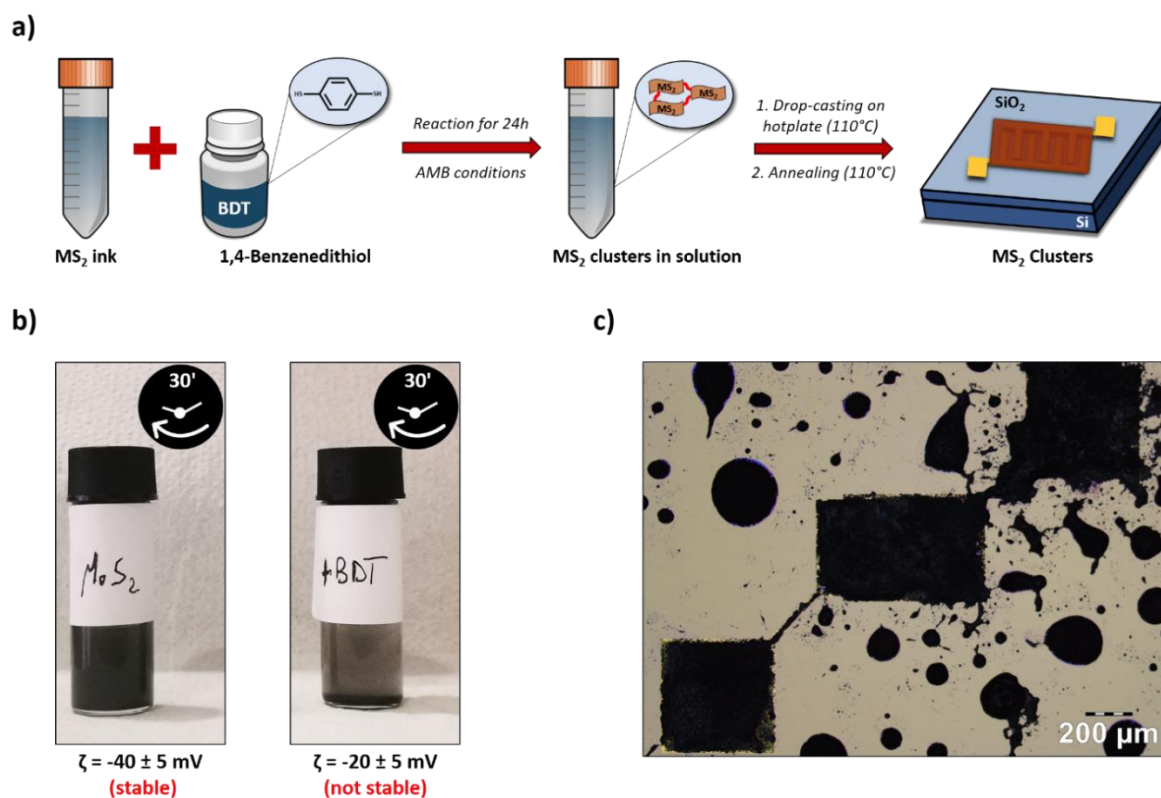 a)
HS
SH
MS₂
MS₂
MS₂
Reaction for 24h
AMB conditions
1. Drop-casting on
hotplate (110°C)
2. Annealing (110°C)
SiO₂
Si
BDT
MS₂ ink
1,4-Benzenedithiol
MS₂ clusters in solution
MS₂ Clusters
b)
30'
MoS₂
ζ = -40 ± 5 mV
(stable)
30'
+BDT
ζ = -20 ± 5 mV
(not stable)
c)
200 µm